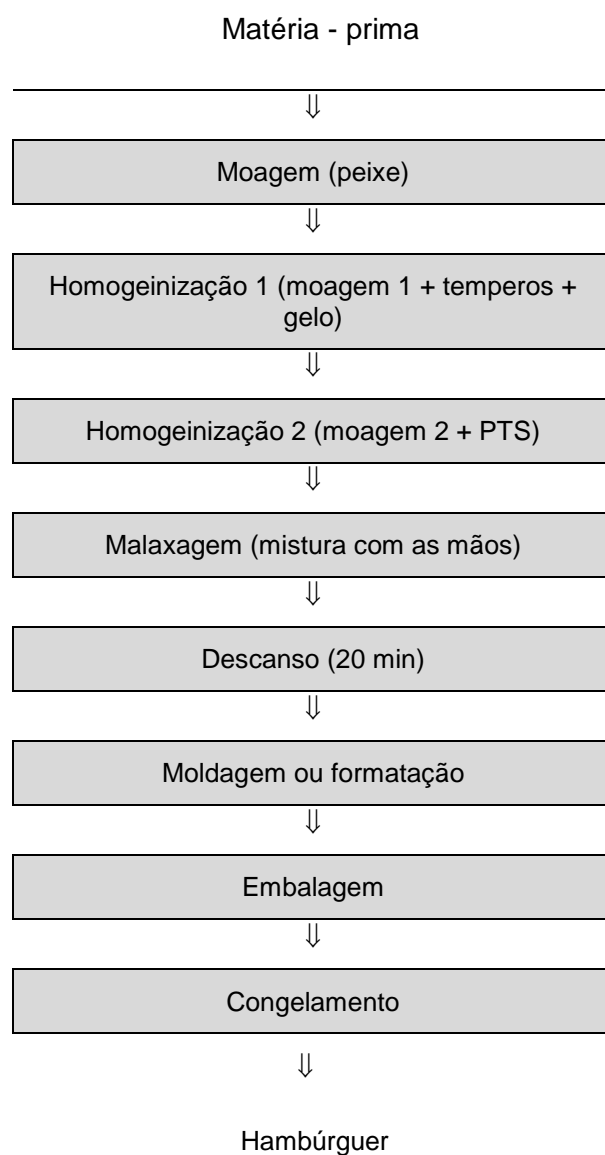 Matéria - prima
⇓
Moagem (peixe)
⇓
Homogeinização 1 (moagem 1 + temperos +
gelo)
⇓
Homogeinização 2 (moagem 2 + PTS)
⇓
Malaxagem (mistura com as mãos)
⇓
Descanso (20 min)
⇓
Moldagem ou formatação
⇓
Embalagem
⇓
Congelamento
⇓
Hambúrguer